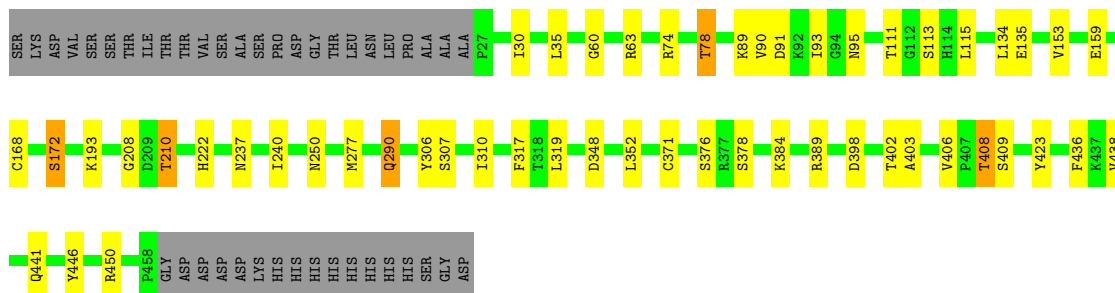 SER LYS ASP VAL SER SER THR ILE THR THR VAL SER ALA SER PRO ASP GLY THR LEU ASN LEU PRO ALA ALA ALA P27 I30 L35 G60 R63 R74 T78 K89 V90 D91 K92 I93 G94 N95 T111 G112 S113 H114 L115 L134 E135 V153 E159
C168 S172 K193 G208 D209 T210 H222 N237 I240 N250 M277 Q290 Y306 S307 I310 F317 T318 L319 D348 L352 C371 S376 R377 S378 K384 R389 D398 T402 A403 V406 P407 T408 S409 Y423 F436 K437 V438
Q441 Y446 R450 P458 GLY ASP ASP ASP ASP LYS HIS HIS HIS HIS HIS HIS HIS HIS SER GLY ASP